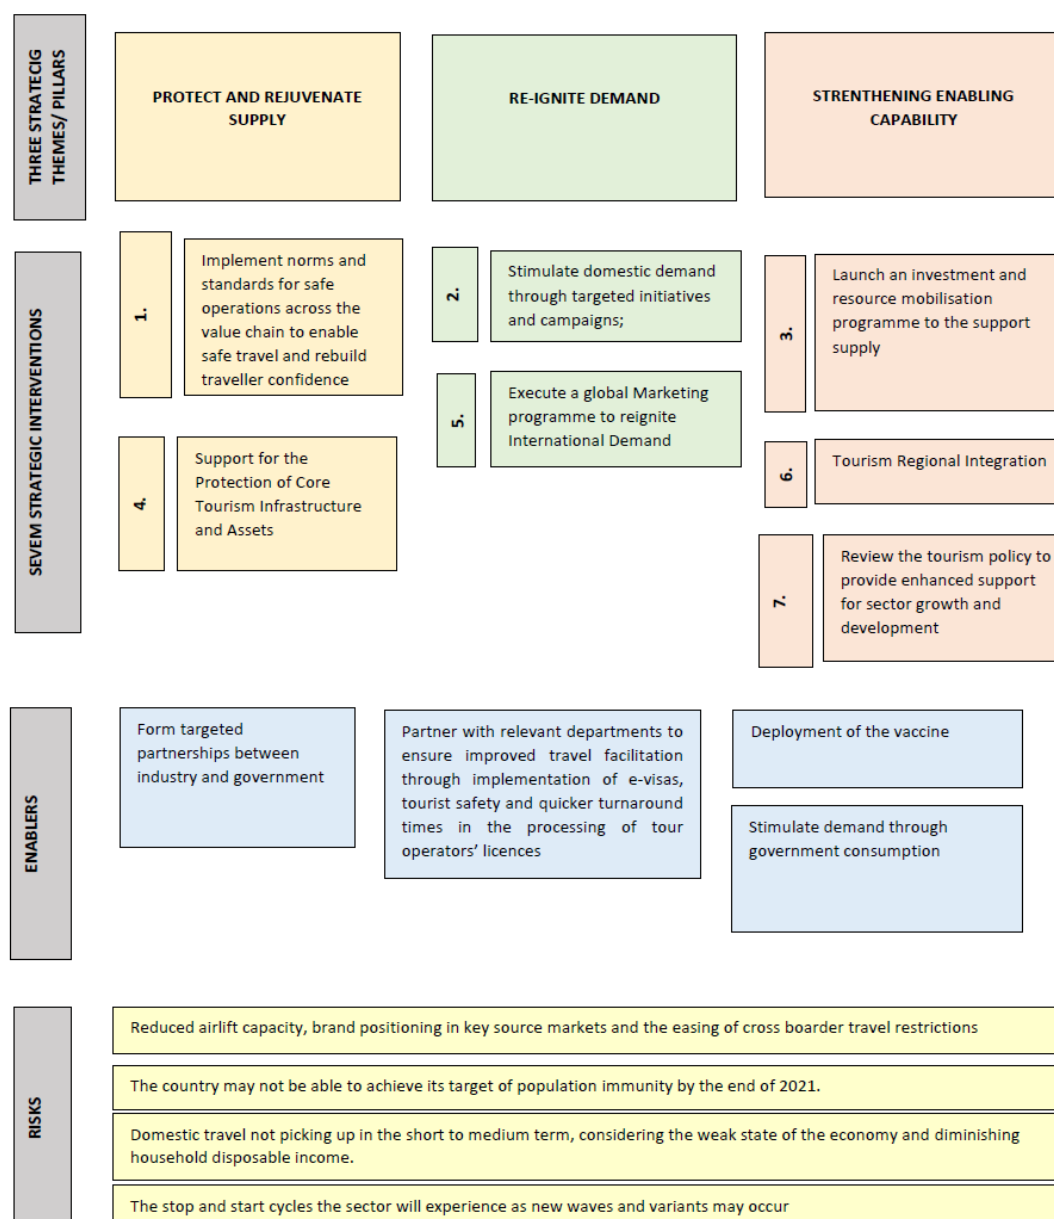 THREE STRATECIG
THEMES/ PILLARS
PROTECT AND REJUVENATE
SUPPLY
RE-IGNITE DEMAND
STRENTHENING ENABLING
CAPABILITY
SEVEM STRATEGIC INTERVENTIONS
1.
Implement norms and
standards for safe
operations across the
value chain to enable
safe travel and rebuild
traveller confidence
2.
Stimulate domestic demand
through targeted initiatives
and campaigns;
3.
Launch an investment and
resource mobilisation
programme to the support
supply
4.
Support for the
Protection of Core
Tourism Infrastructure
and Assets
5.
Execute a global Marketing
programme to reignite
International Demand
6.
Tourism Regional Integration
7.
Review the tourism policy to
provide enhanced support
for sector growth and
development
ENABLERS
Form targeted
partnerships between
industry and government
Partner with relevant departments to
ensure improved travel facilitation
through implementation of e-visas,
tourist safety and quicker turnaround
times in the processing of tour
operators’ licences
Deployment of the vaccine
Stimulate demand through
government consumption
RISKS
Reduced airlift capacity, brand positioning in key source markets and the easing of cross boarder travel restrictions
The country may not be able to achieve its target of population immunity by the end of 2021.
Domestic travel not picking up in the short to medium term, considering the weak state of the economy and diminishing
household disposable income.
The stop and start cycles the sector will experience as new waves and variants may occur